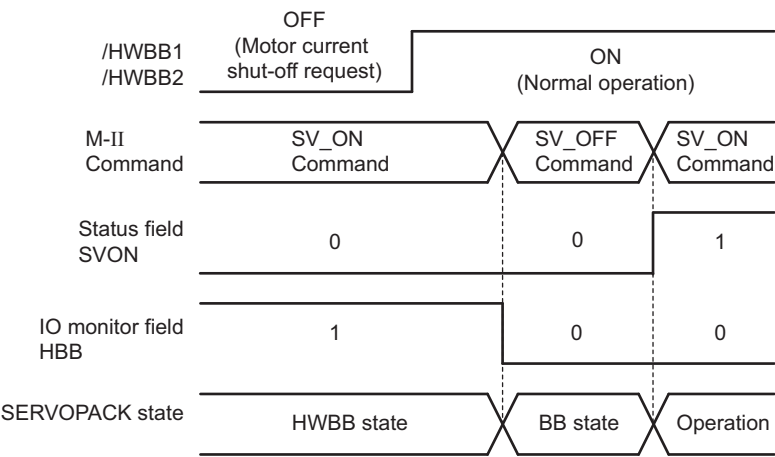 OFF
(Motor current
shut-off request)
/HWBB1
/HWBB2
ON
(Normal operation)
M-II
Command
SV_ON
Command
SV_OFF
Command
SV_ON
Command
Status field
SVON
0
0
1
IO monitor field
HBB
1
0
0
SERVOPACK state
HWBB state
BB state
Operation